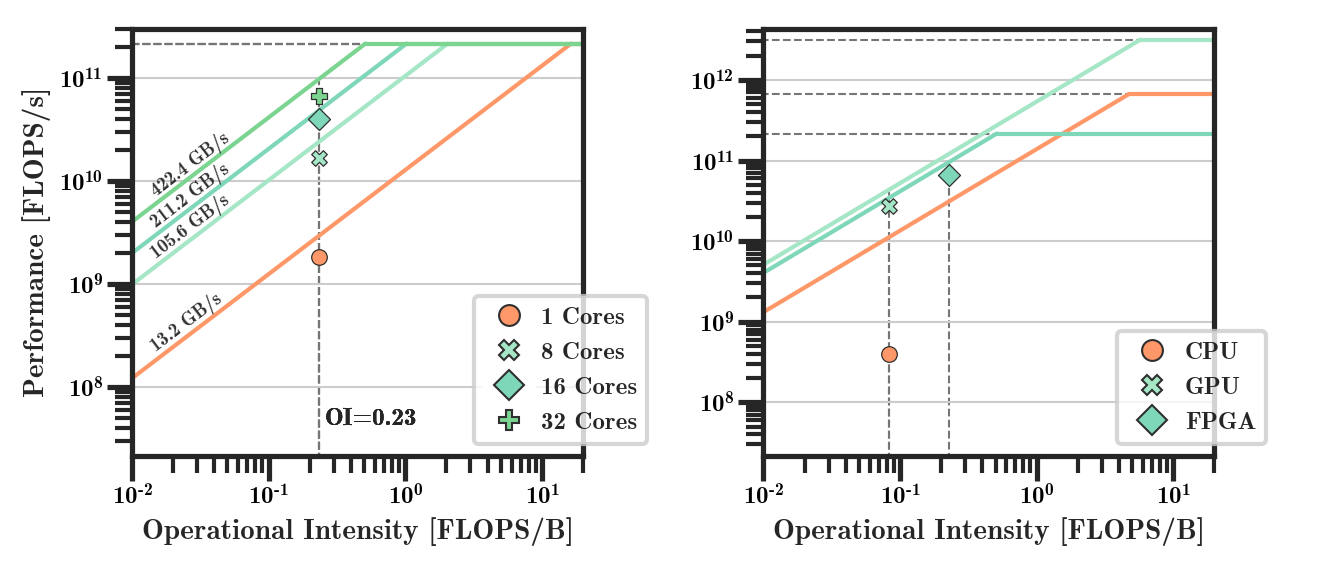 Performance [FLOPS/s]
10^11
10^10
10^9
10^8
422.4 GB/s
211.2 GB/s
105.6 GB/s
13.2 GB/s
OI=0.23
1 Cores
8 Cores
16 Cores
32 Cores
10^-2
10^-1
10^0
10^1
Operational Intensity [FLOPS/B]
10^12
10^11
10^10
10^9
10^8
CPU
GPU
FPGA
10^-2
10^-1
10^0
10^1
Operational Intensity [FLOPS/B]